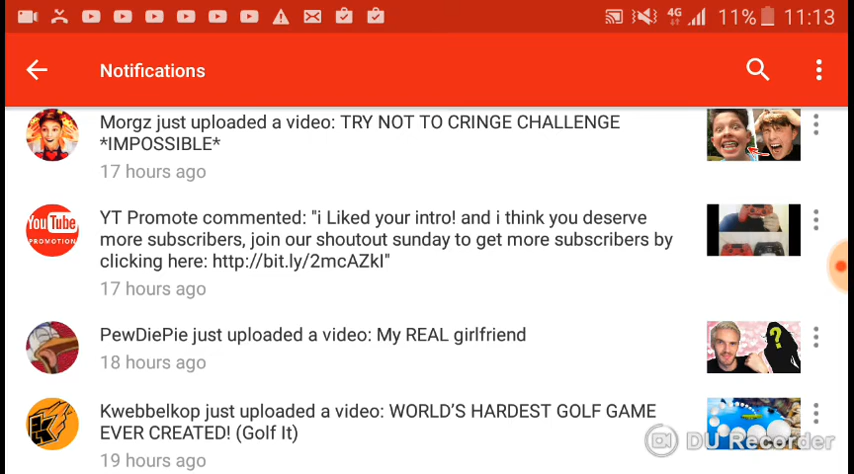 4G 11% 11:13
Notifications
Morgz just uploaded a video: TRY NOT TO CRINGE CHALLENGE
*IMPOSSIBLE*
17 hours ago
YouTube
PROMOTION
YT Promote commented: "i Liked your intro! and i think you deserve
more subscribers, join our shoutout sunday to get more subscribers by
clicking here: http://bit.ly/2mcAZkI"
17 hours ago
PewDiePie just uploaded a video: My REAL girlfriend
?
18 hours ago
Kwebbelkop just uploaded a video: WORLD'S HARDEST GOLF GAME
EVER CREATED! (Golf It)
19 hours ago
DU Recorder